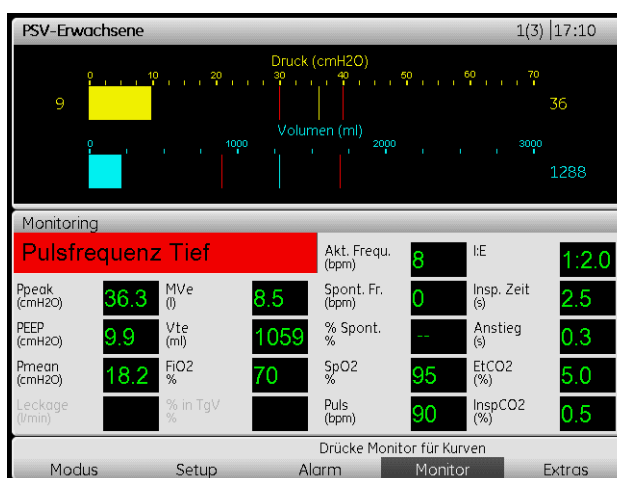 PSV-Erwachsene 1(3) 17:10
Druck (cmH2O)
0 10 20 30 40 50 60 70
9 36
Volumen (ml)
0 1000 2000 3000
1288
Monitoring
Pulsfrequenz Tief
Akt. Frequ. (bpm) 8 I:E 1:2.0
Ppeak (cmH2O) 36.3 MVe (l) 8.5 Spont. Fr. (bpm) 0 Insp. Zeit (s) 2.5
PEEP (cmH2O) 9.9 Vte (ml) 1059 % Spont. % -- Anstieg (s) 0.3
Pmean (cmH2O) 18.2 FiO2 % 70 SpO2 % 95 EtCO2 (%) 5.0
Leckage (l/min) % in TgV % Puls (bpm) 90 InspCO2 (%) 0.5
Drücke Monitor für Kurven
Modus Setup Alarm Monitor Extras